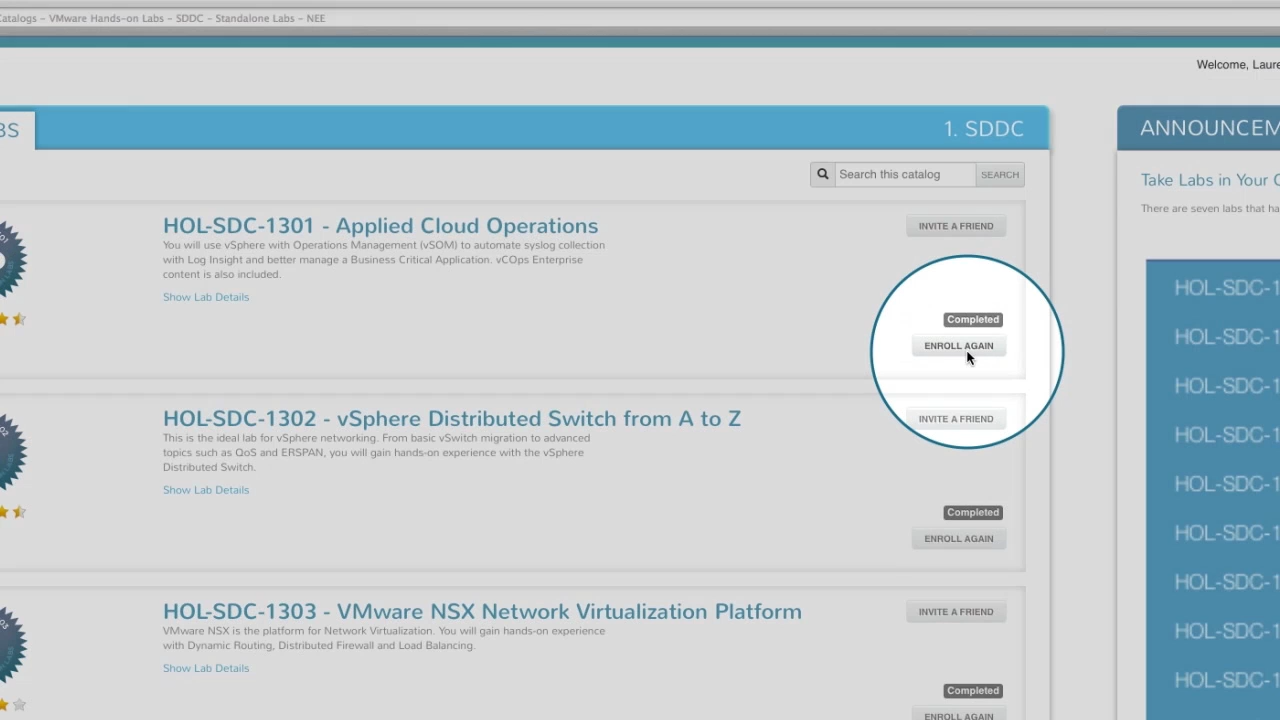 Catalogs – VMware Hands-on Labs – SDDC – Standalone Labs – NEE
Welcome,
1. SDDC
Search this catalog
SEARCH
HOL-SDC-1301 - Applied Cloud Operations
INVITE A FRIEND
You will use vSphere with Operations Management (vSOM) to automate syslog collection
with Log Insight and better manage a Business Critical Application. vCOps Enterprise
content is also included.
Show Lab Details
Completed
ENROLL AGAIN
HOL-SDC-1302 - vSphere Distributed Switch from A to Z
INVITE A FRIEND
This is the ideal lab for vSphere networking. From basic vSwitch migration to advanced
topics such as QoS and ERSPAN, you will gain hands-on experience with the vSphere
Distributed Switch.
Show Lab Details
Completed
ENROLL AGAIN
HOL-SDC-1303 - VMware NSX Network Virtualization Platform
INVITE A FRIEND
VMware NSX is the platform for Network Virtualization. You will gain hands-on experience
with Dynamic Routing, Distributed Firewall and Load Balancing.
Show Lab Details
Completed
ENROLL AGAIN
ANNOUNCEM
Take Labs in Your
There are seven labs that ha
HOL-SDC-1
HOL-SDC-1
HOL-SDC-1
HOL-SDC-1
HOL-SDC-1
HOL-SDC-1
HOL-SDC-1
HOL-SDC-1
HOL-SDC-1